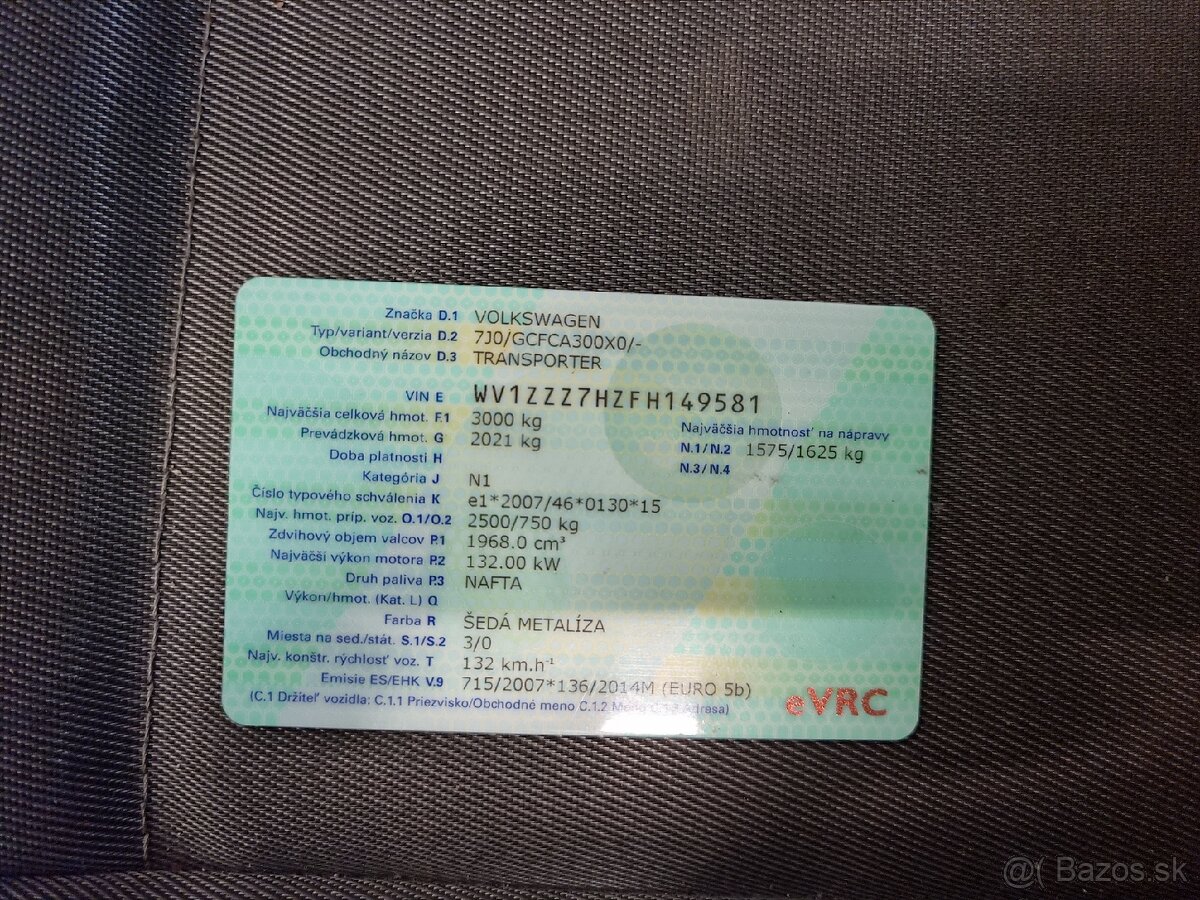 Značka D.1 VOLKSWAGEN
Typ/variant/verzia D.2 7J0/GCFCA300X0/-
Obchodný názov D.3 TRANSPORTER
VIN E WV1ZZZ7HZFH149581
Najväčšia celková hmot. F.1 3000 kg
Prevádzková hmot. G 2021 kg
Najväčšia hmotnosť na nápravy
N.1/N.2 1575/1625 kg
N.3/N.4
Doba platnosti H
Kategória J N1
Číslo typového schválenia K e1*2007/46*0130*15
Najv. hmot. príp. voz. O.1/O.2 2500/750 kg
Zdvihový objem valcov P.1 1968.0 cm³
Najväčší výkon motora P.2 132.00 kW
Druh paliva P.3 NAFTA
Výkon/hmot. (Kat. L) Q
Farba R ŠEDÁ METALÍZA
Miesta na sed./stát. S.1/S.2 3/0
Najv. konštr. rýchlosť voz. T 132 km.h⁻¹
Emisie ES/EHK V.9 715/2007*136/2014M (EURO 5b)
(C.1 Držiteľ vozidla: C.1.1 Priezvisko/Obchodné meno C.1.2 Meno C.1.3 Adresa)
eVRC
@( Bazos.sk